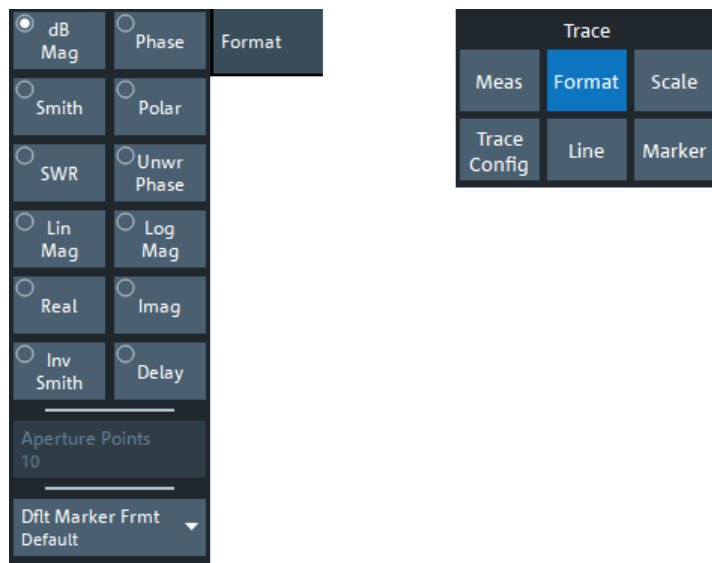 dB
Mag
Phase
Format
Smith
Polar
SWR
Unwr
Phase
Lin
Mag
Log
Mag
Real
Imag
Inv
Smith
Delay
Aperture Points
10
Dflt Marker Frmt
Default
Trace
Meas
Format
Scale
Trace
Config
Line
Marker